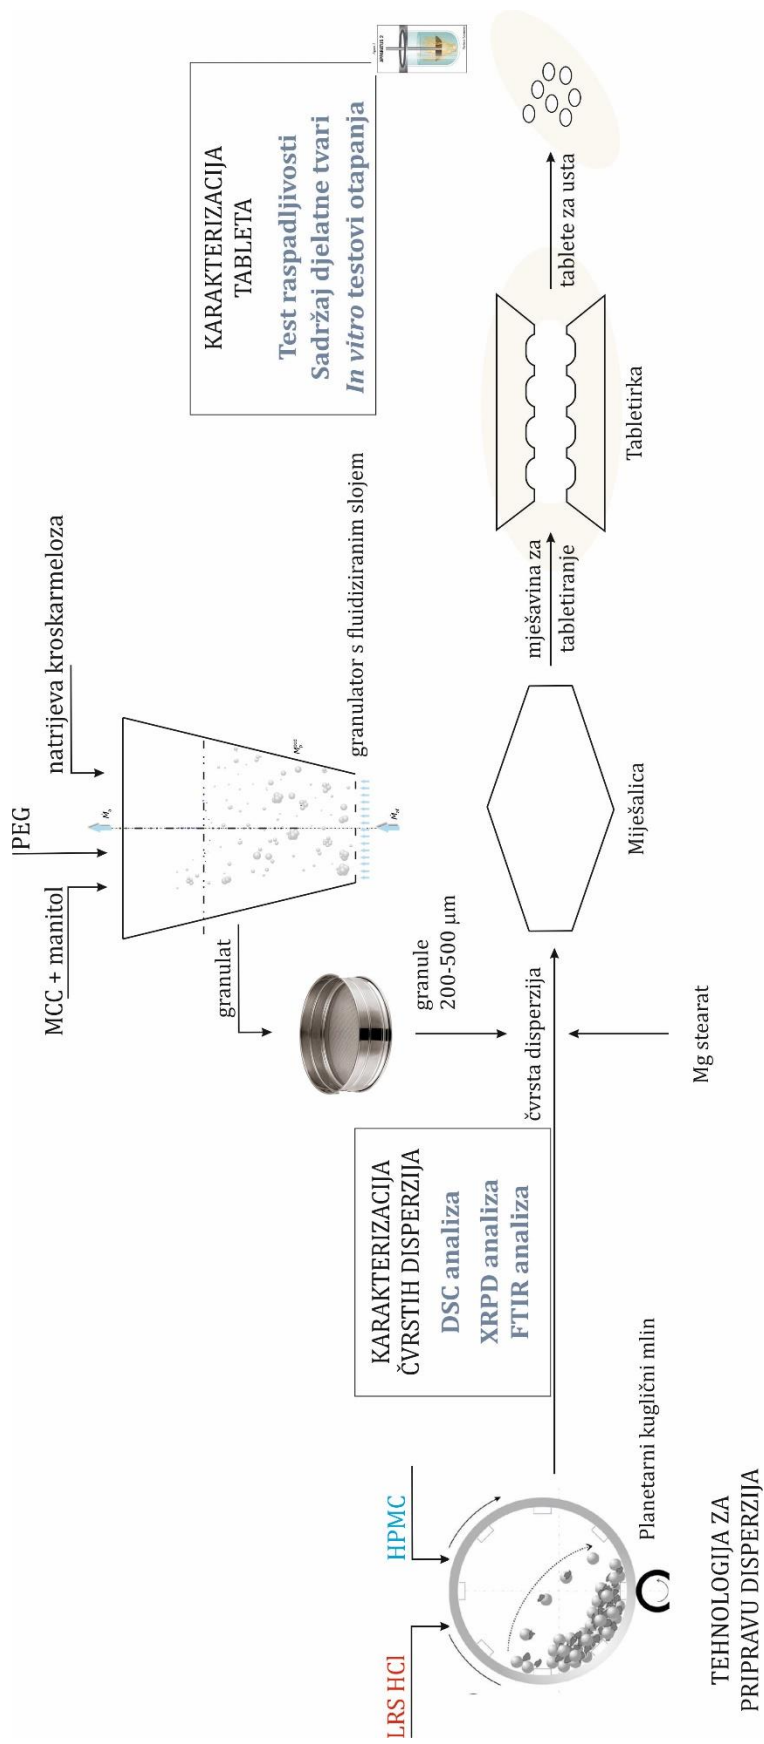 LRS HCl
HPMC
Planetarni kuglični mlin
TEHNOLOGIJA ZA
PRIPRAVU DISPERZIJA
KARAKTERIZACIJA
ČVRSTIH DISPERZIJA
DSC analiza
XRPD analiza
FTIR analiza
čvrsta disperzija
Mg stearat
MCC + manitol
PEG
natrijeva kroskarmeloza
granulator s fluidiziranim slojem
granulat
granule
200-500 μm
Miješalica
mješavina za
tabletiranje
Tabletirka
tablete za usta
KARAKTERIZACIJA
TABLETA
Test raspadljivosti
Sadržaj djelatne tvari
In vitro testovi otapanja
APPARATUS 2